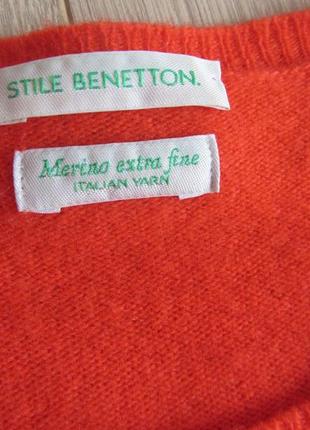 STILE BENETTON.
Merino extra fine
ITALIAN YARN